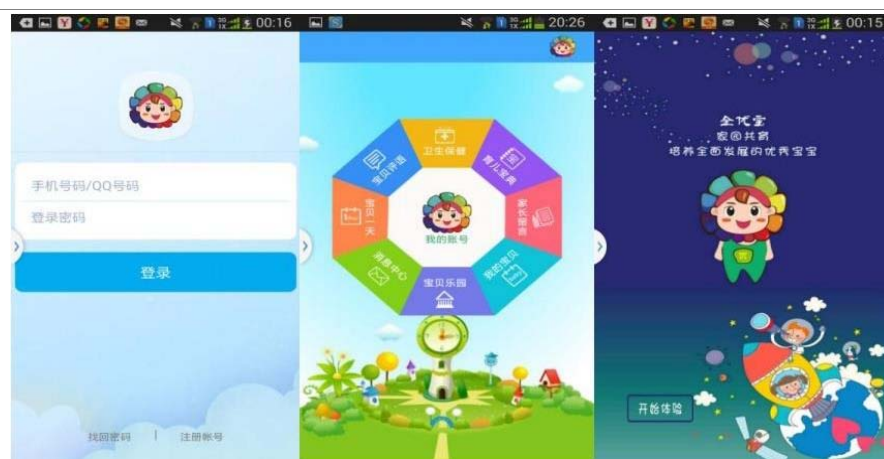 00:16
手机号码/QQ号码
登录密码
登录
找回密码 | 注册帐号
20:26
卫生保健
育儿宝典
家长留言
我的宝贝
宝贝乐园
消息中心
宝贝一天
宝贝评语
我的账号
00:15
全优宝
家园共育
培养全面发展的优秀宝宝
开始体验